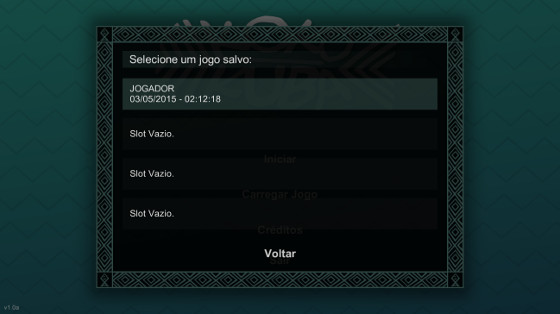 Selecione um jogo salvo:
JOGADOR
03/05/2015 - 02:12:18
Slot Vazio.
Iniciar
Slot Vazio.
Carregar Jogo
Slot Vazio.
Créditos
Voltar
v1.0a